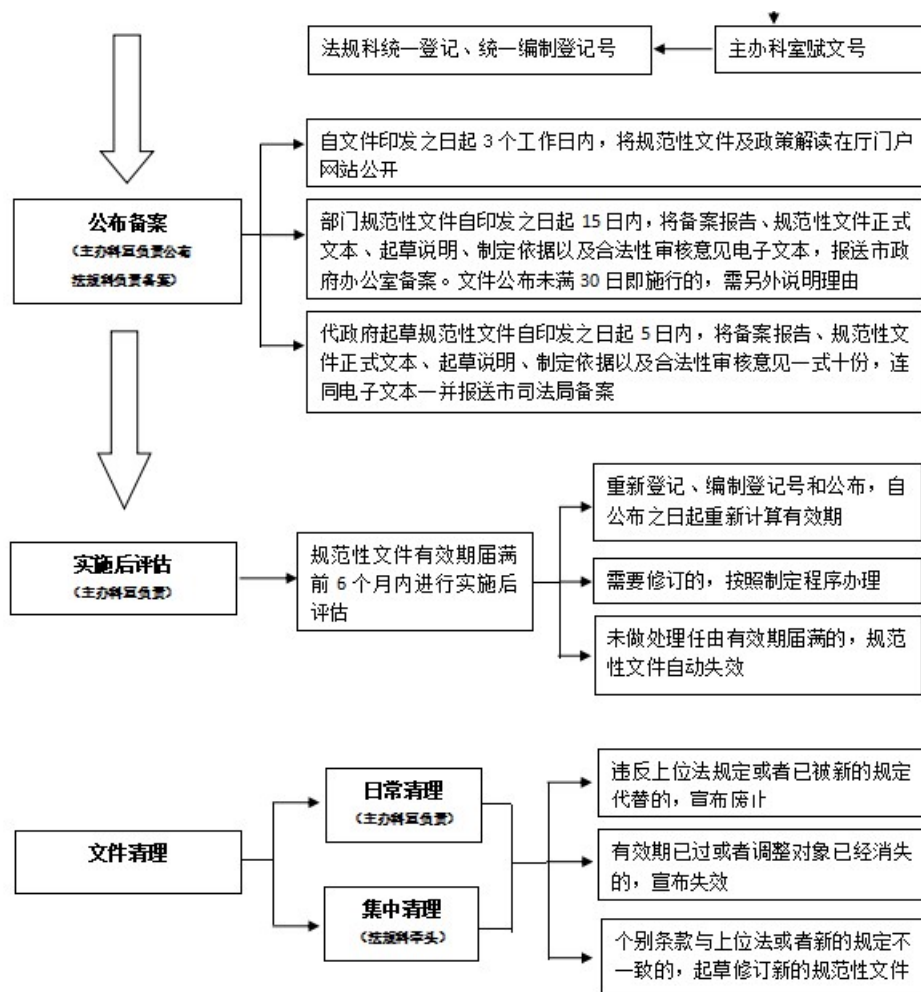 法规科统一登记、统一编制登记号
主办科室赋文号
自文件印发之日起 3 个工作日内，将规范性文件及政策解读在厅门户
网站公开
公布备案
（主办科室负责公布
法规科负责备案）
部门规范性文件自印发之日起 15 日内，将备案报告、规范性文件正式
文本、起草说明、制定依据以及合法性审核意见电子文本，报送市政
府办公室备案。文件公布未满 30 日即施行的，需另外说明理由
代政府起草规范性文件自印发之日起 5 日内，将备案报告、规范性文
件正式文本、起草说明、制定依据以及合法性审核意见一式十份，连
同电子文本一并报送市司法局备案
实施后评估
（主办科室负责）
规范性文件有效期届满
前 6 个月内进行实施后
评估
重新登记、编制登记号和公布，自
公布之日起重新计算有效期
需要修订的，按照制定程序办理
未做处理任由有效期届满的，规范
性文件自动失效
文件清理
日常清理
（主办科室负责）
集中清理
（法规科牵头）
违反上位法规定或者已被新的规定
代替的，宣布废止
有效期已过或者调整对象已经消失
的，宣布失效
个别条款与上位法或者新的规定不
一致的，起草修订新的规范性文件